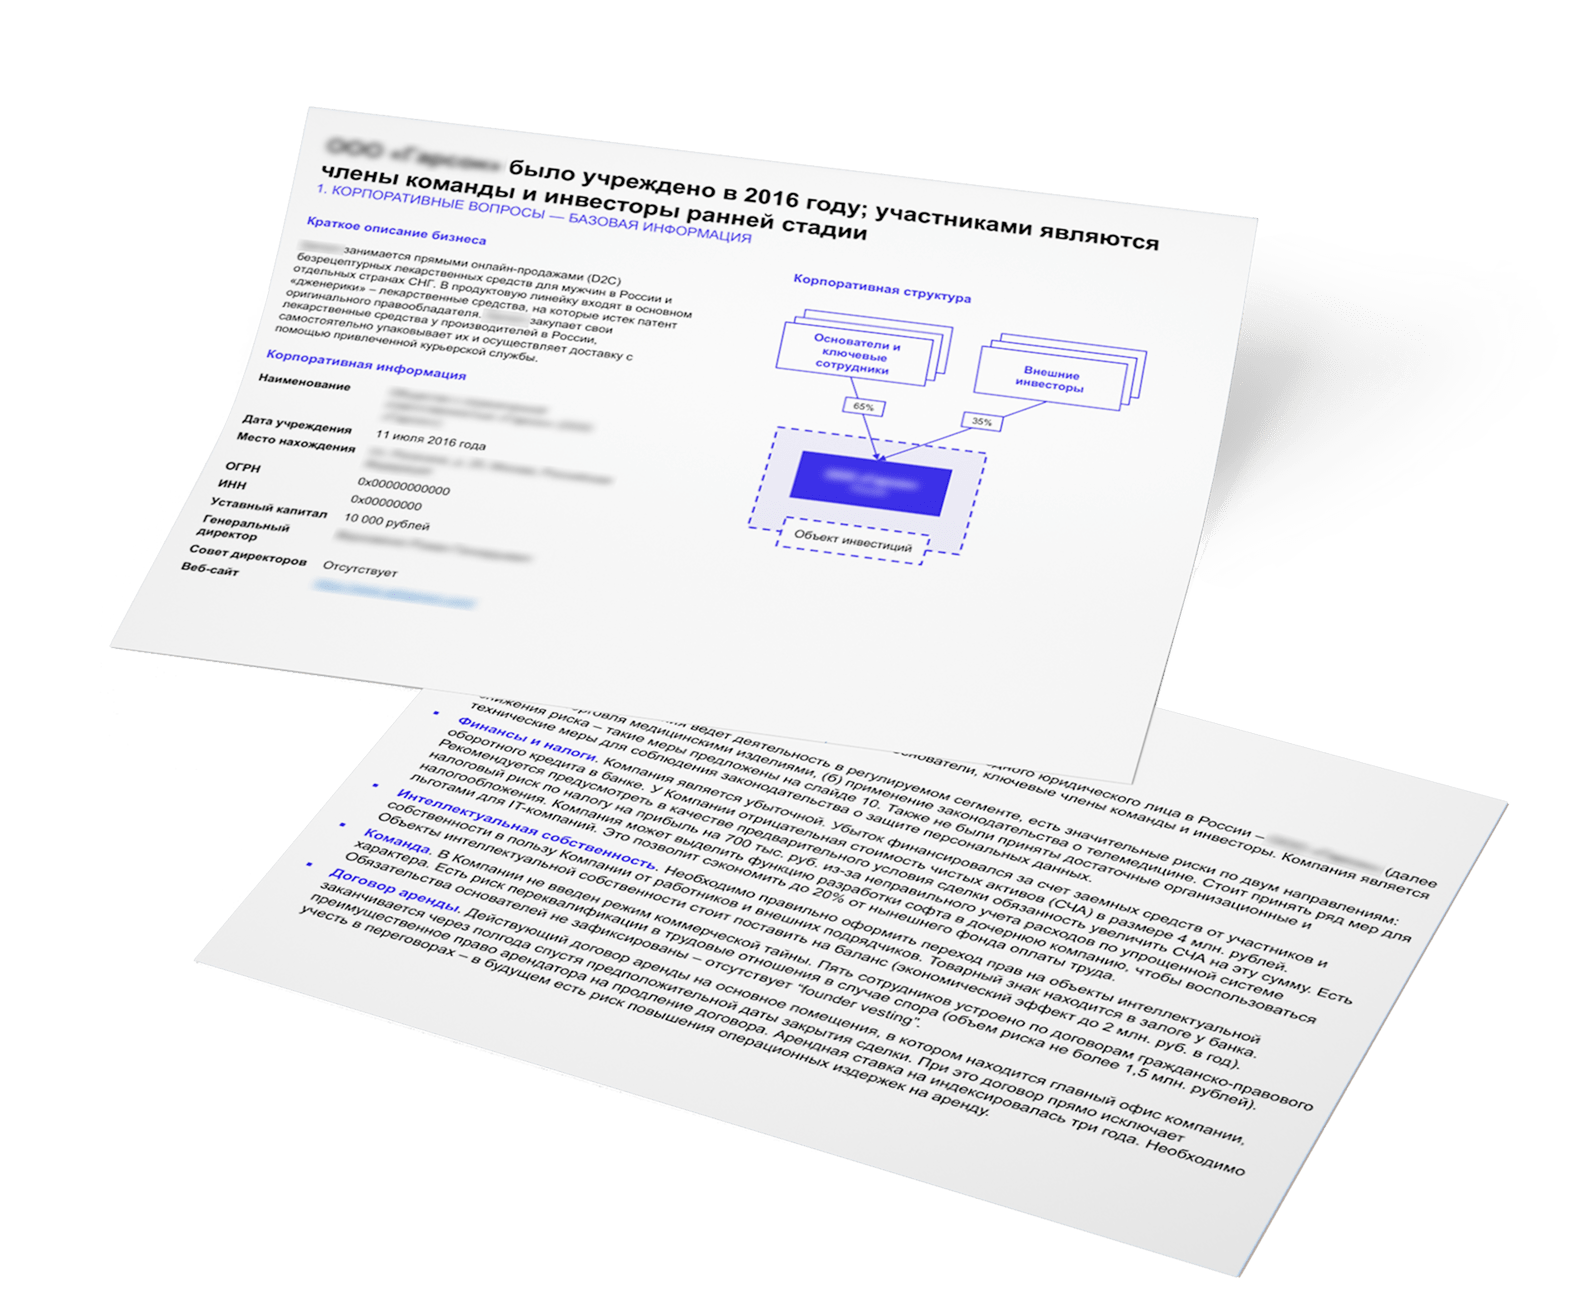 было учреждено в 2016 году; участниками являются
члены команды и инвесторы ранней стадии
1. КОРПОРАТИВНЫЕ ВОПРОСЫ — БАЗОВАЯ ИНФОРМАЦИЯ
Краткое описание бизнеса
занимается прямыми онлайн-продажами (D2C)
безрецептурных лекарственных средств для мужчин в России и
отдельных странах СНГ. В продуктовую линейку входят в основном
«дженерики» – лекарственные средства, на которые истек патент
оригинального правообладателя. закупает свои
лекарственные средства у производителей в России,
самостоятельно упаковывает их и осуществляет доставку с
помощью привлеченной курьерской службы.
Корпоративная информация
Наименование
Дата учреждения 11 июля 2016 года
Место нахождения
ОГРН 0x00000000000
ИНН 0x00000000
Уставный капитал 10 000 рублей
Генеральный
директор
Совет директоров Отсутствует
Веб-сайт
Корпоративная структура
Основатели и
ключевые
сотрудники
Внешние
инвесторы
65%
35%
Объект инвестиций
одного юридического лица в России – (далее
основатели, ключевые члены команды и инвесторы. Компания является
ведет деятельность в регулируемом сегменте, есть значительные риски по двум направлениям:
торговля медицинскими изделиями, (б) применение законодательства о телемедицине. Стоит принять ряд мер для
снижения риска – такие меры предложены на слайде 10. Также не были приняты достаточные организационные и
технические меры для соблюдения законодательства о защите персональных данных.
▪ Финансы и налоги. Компания является убыточной. Убыток финансировался за счет заемных средств от участников и
оборотного кредита в банке. У Компании отрицательная стоимость чистых активов (СЧА) в размере 4 млн. рублей.
Рекомендуется предусмотреть в качестве предварительного условия сделки обязанность увеличить СЧА на эту сумму. Есть
налоговый риск по налогу на прибыль на 700 тыс. руб. из-за неправильного учета расходов по упрощенной системе
налогообложения. Компания может выделить функцию разработки софта в дочернюю компанию, чтобы воспользоваться
льготами для IT-компаний. Это позволит сэкономить до 20% от нынешнего фонда оплаты труда.
▪ Интеллектуальная собственность. Необходимо правильно оформить переход прав на объекты интеллектуальной
собственности в пользу Компании от работников и внешних подрядчиков. Товарный знак находится в залоге у банка.
Объекты интеллектуальной собственности стоит поставить на баланс (экономический эффект до 2 млн. руб. в год).
▪ Команда. В Компании не введен режим коммерческой тайны. Пять сотрудников устроено по договорам гражданско-правового
характера. Есть риск переквалификации в трудовые отношения в случае спора (объем риска не более 1,5 млн. рублей).
Обязательства основателей не зафиксированы – отсутствует “founder vesting”.
▪ Договор аренды. Действующий договор аренды на основное помещения, в котором находится главный офис компании,
заканчивается через полгода спустя предположительной даты закрытия сделки. При это договор прямо исключает
преимущественное право арендатора на продление договора. Арендная ставка на индексировалась три года. Необходимо
учесть в переговорах – в будущем есть риск повышения операционных издержек на аренду.